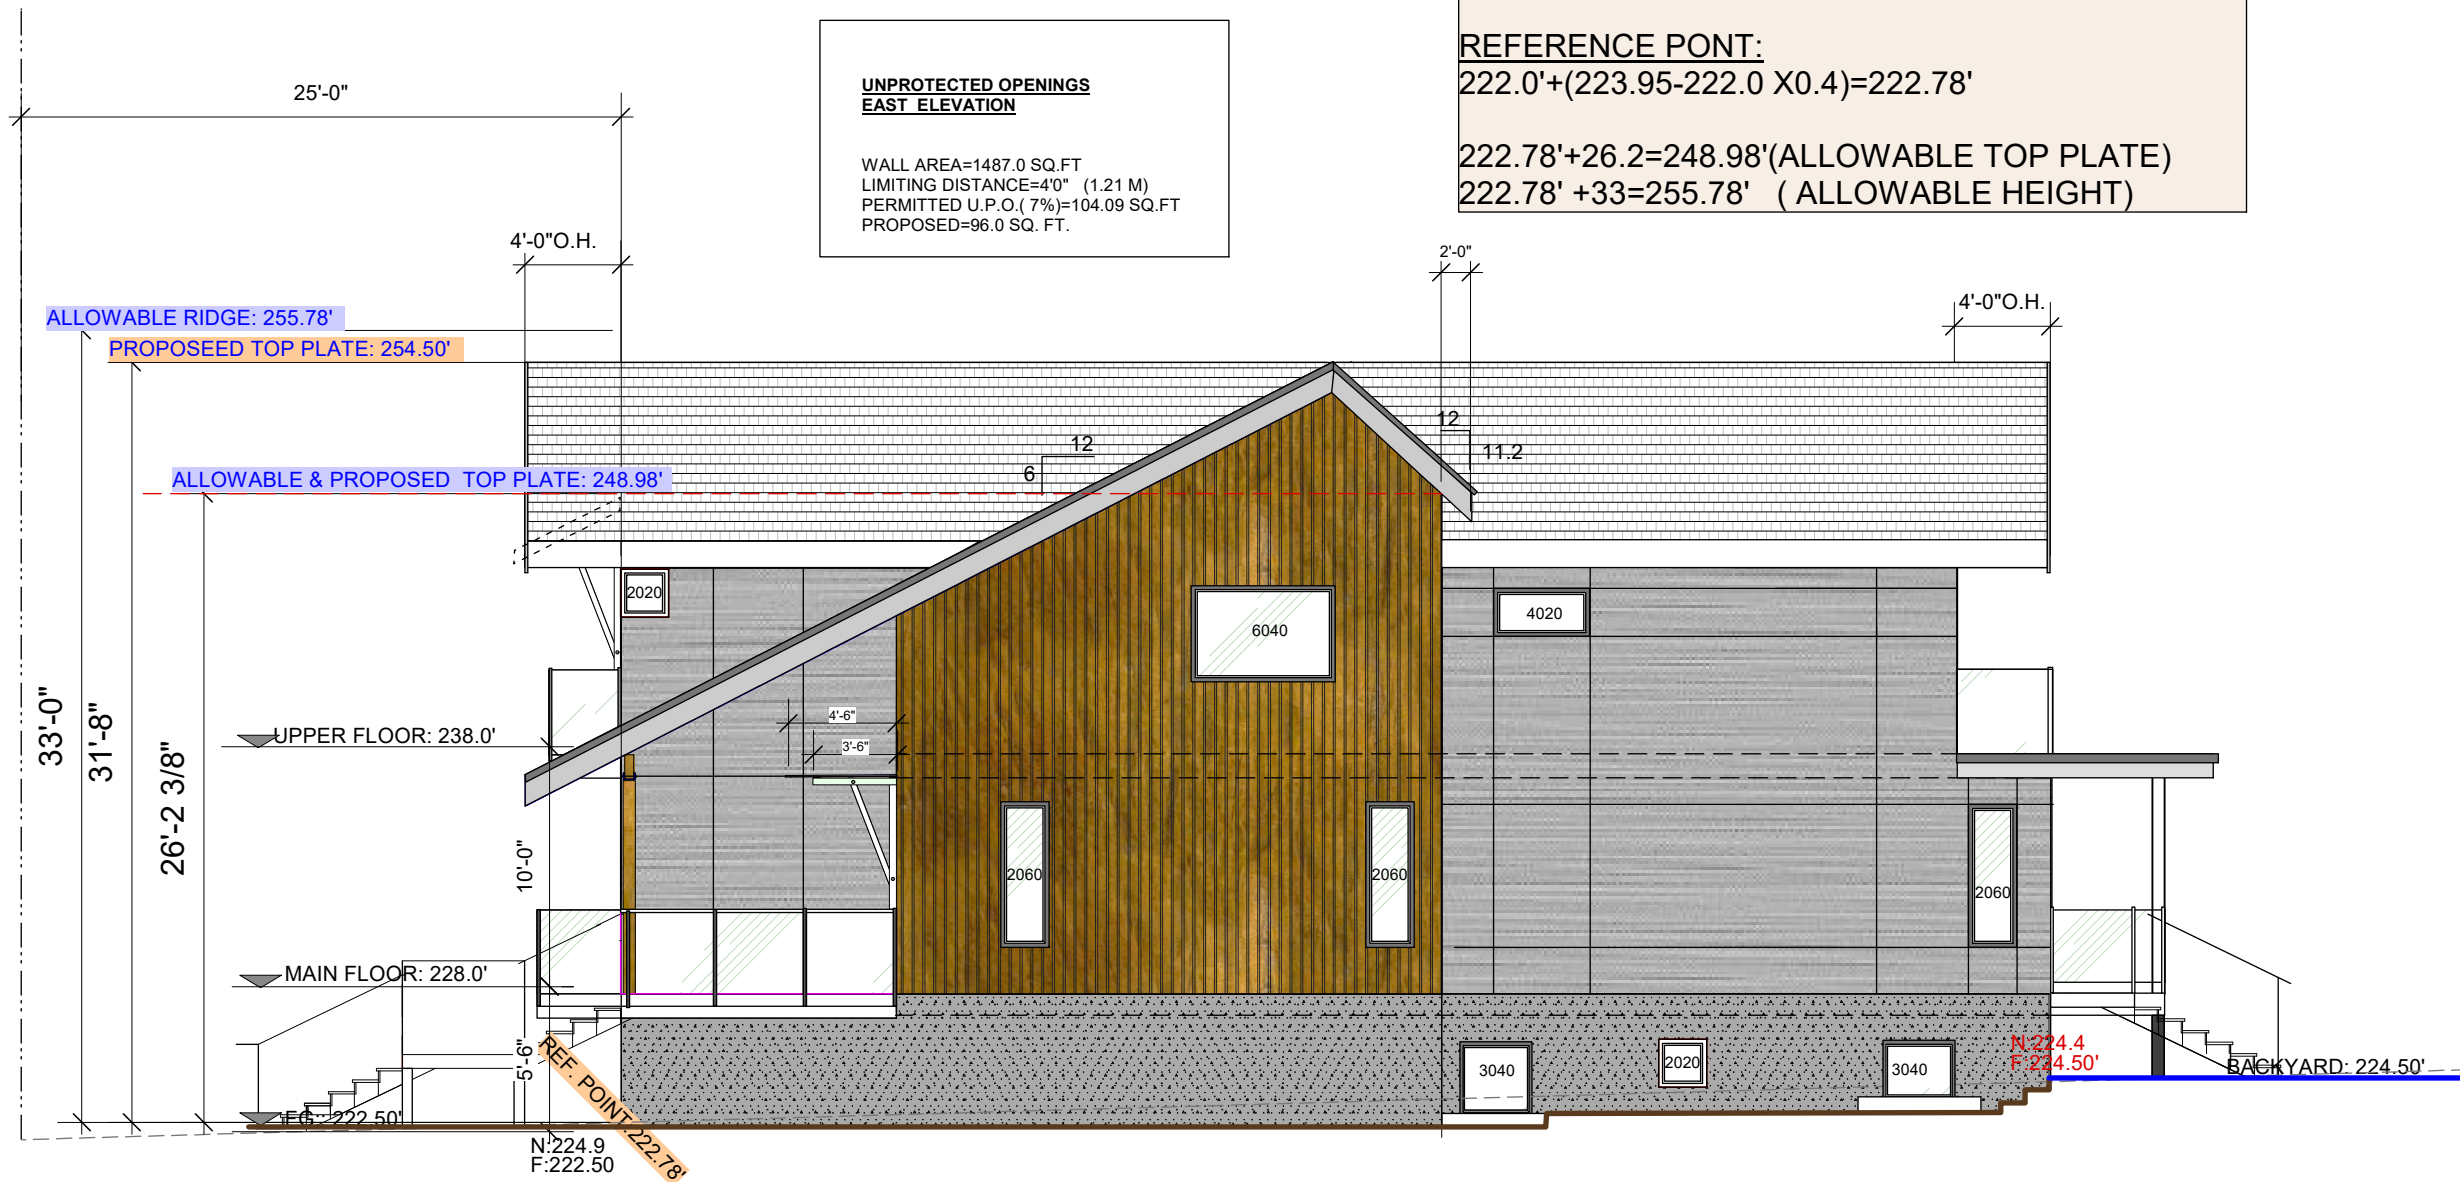 REFERENCE PONT:
222.0'+(223.95-222.0 X0.4)=222.78'
222.78'+26.2=248.98'(ALLOWABLE TOP PLATE)
222.78' +33=255.78' ( ALLOWABLE HEIGHT)
UNPROTECTED OPENINGS
EAST ELEVATION
WALL AREA=1487.0 SQ.FT
LIMITING DISTANCE=4'0" (1.21 M)
PERMITTED U.P.O.( 7%)=104.09 SQ.FT
PROPOSED=96.0 SQ. FT.
25'-0"
4'-0"O.H.
2'-0"
4'-0"O.H.
ALLOWABLE RIDGE: 255.78'
PROPOSEED TOP PLATE: 254.50'
12
6
12
11.2
ALLOWABLE & PROPOSED TOP PLATE: 248.98'
2020
6040
4020
33'-0"
31'-8"
26'-2 3/8"
4'-6"
3'-6"
UPPER FLOOR: 238.0'
10'-0"
2060
2060
2060
MAIN FLOOR: 228.0'
5'-6"
REF. POINT:222.78'
3040
2020
3040
N:224.4
F:224.50'
BACKYARD: 224.50'
FG: 222.50'
N:224.9
F:222.50